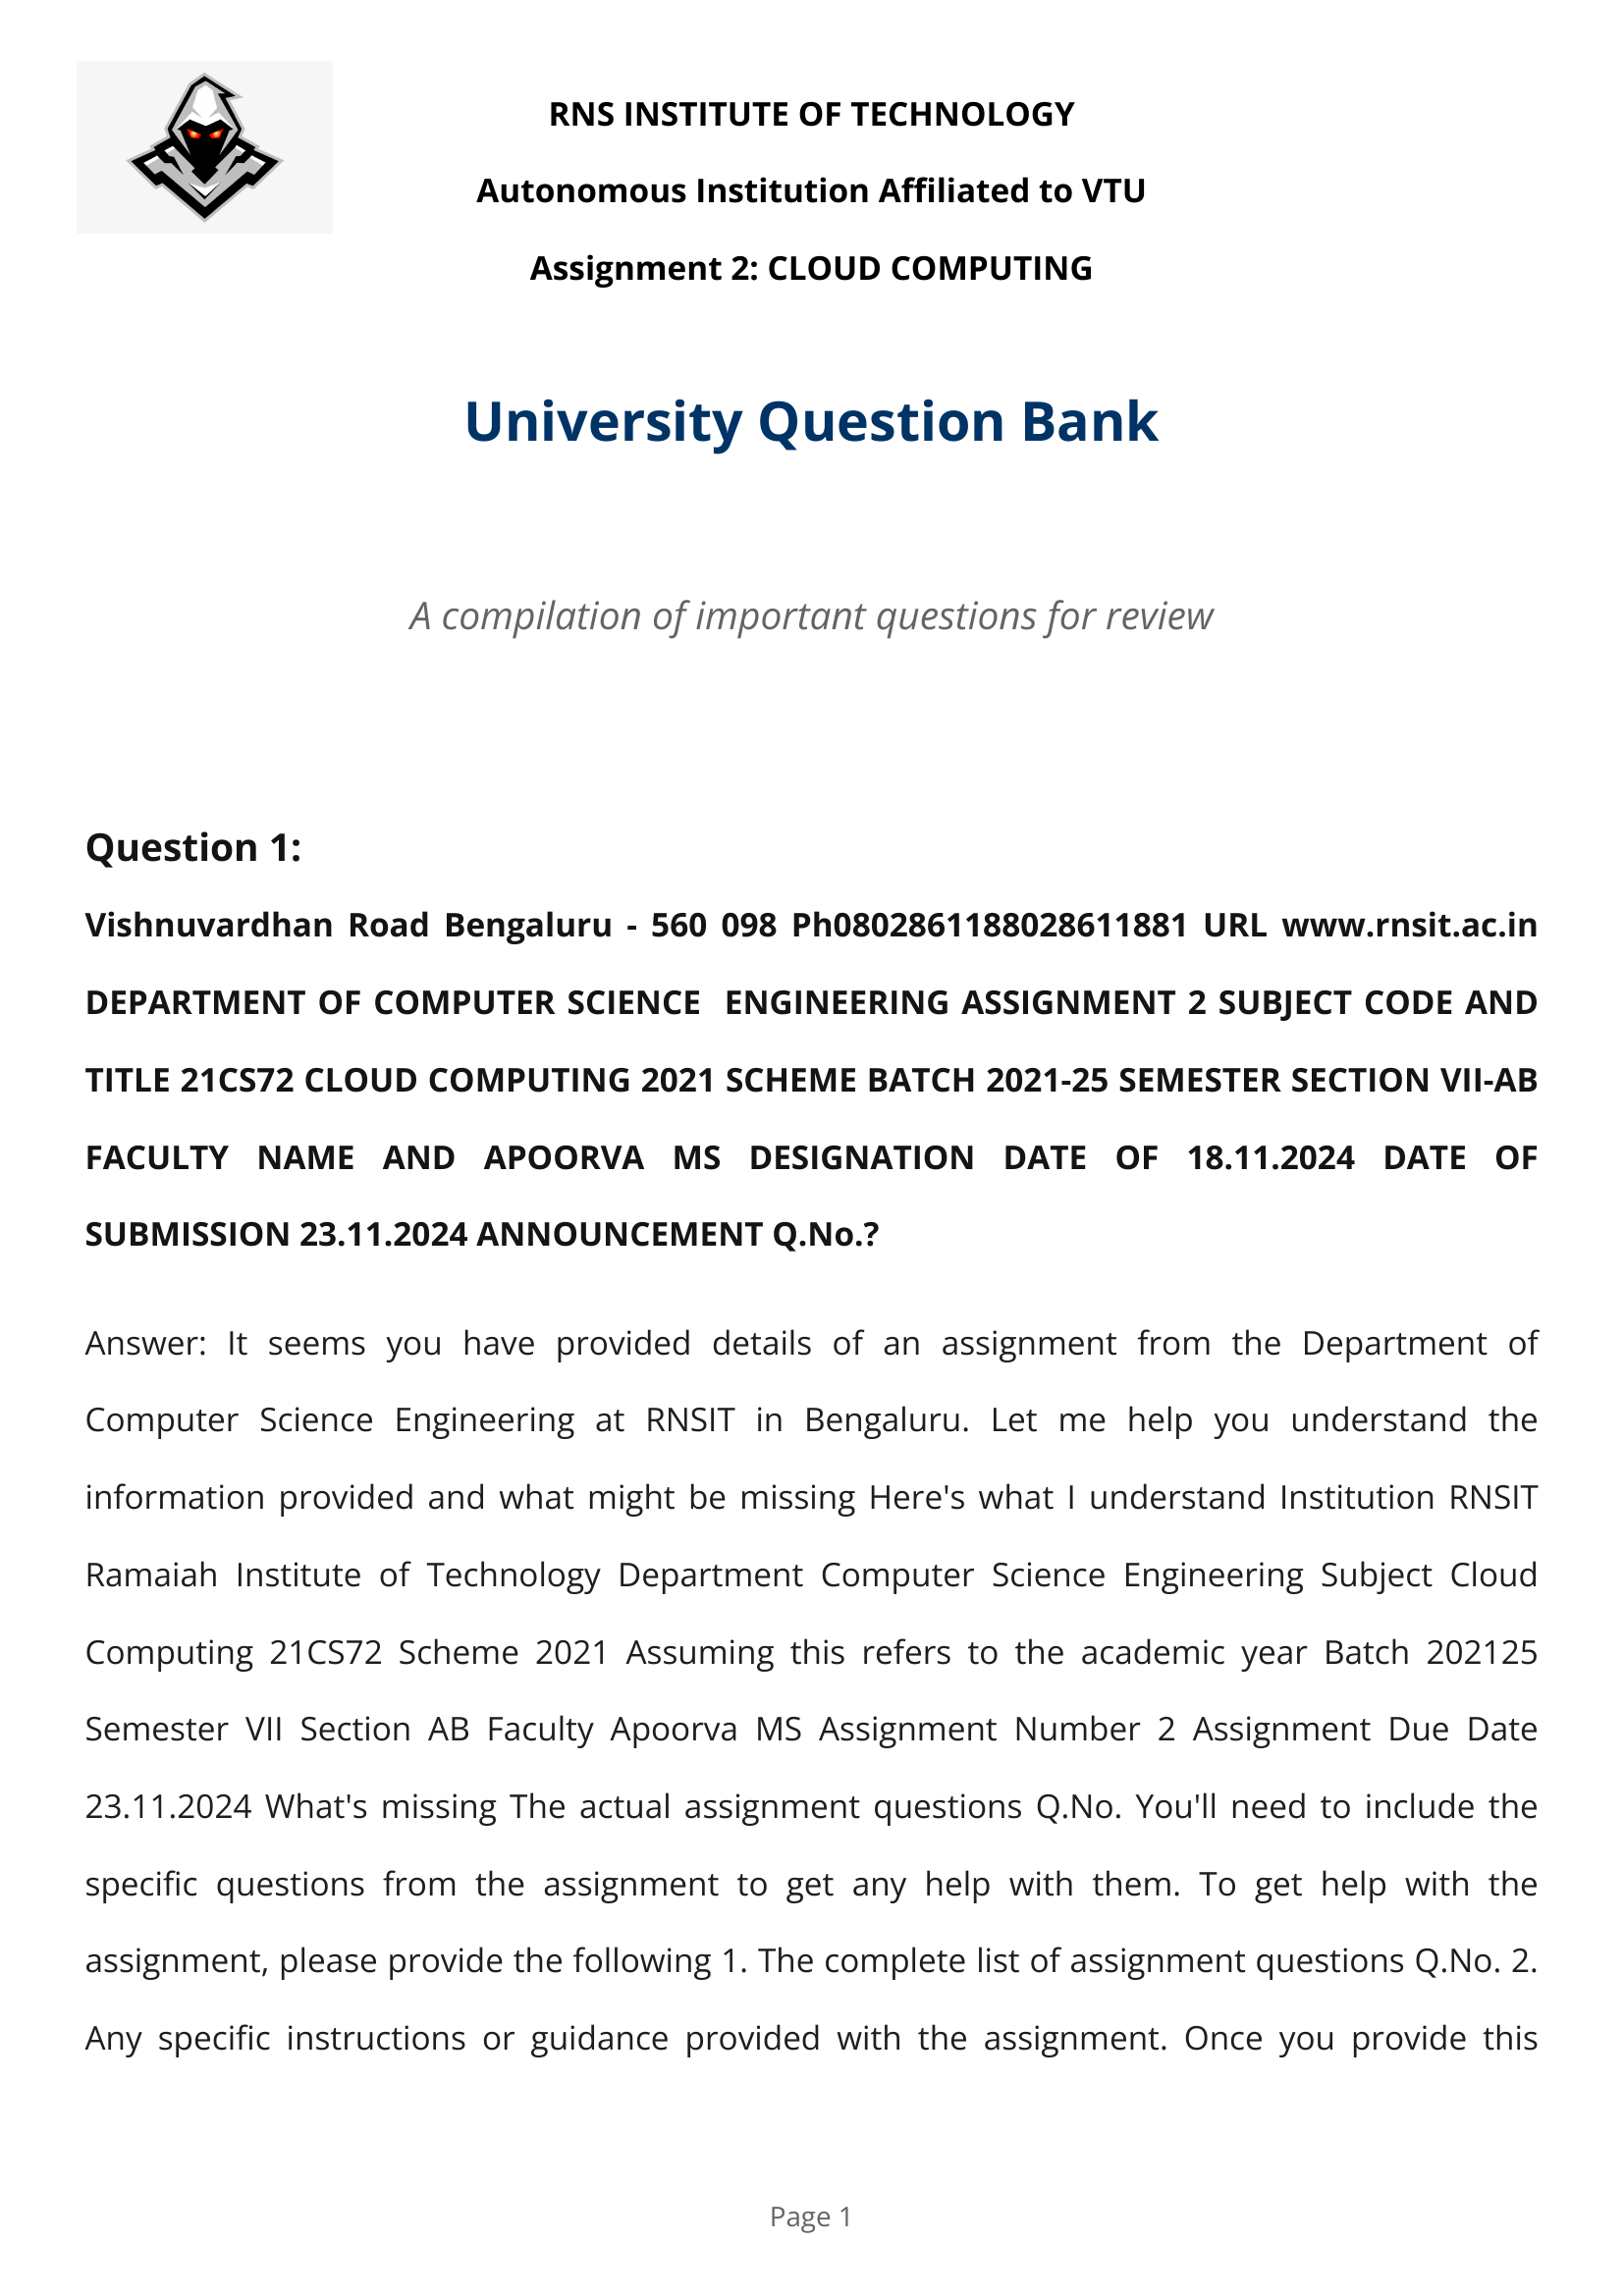 RNS INSTITUTE OF TECHNOLOGY
Autonomous Institution Affiliated to VTU
Assignment 2: CLOUD COMPUTING
University Question Bank
A compilation of important questions for review
Question 1:
Vishnuvardhan Road Bengaluru - 560 098 Ph0802861188028611881 URL www.rnsit.ac.in
DEPARTMENT OF COMPUTER SCIENCE  ENGINEERING ASSIGNMENT 2 SUBJECT CODE AND
TITLE 21CS72 CLOUD COMPUTING 2021 SCHEME BATCH 2021-25 SEMESTER SECTION VII-AB
FACULTY NAME AND APOORVA MS DESIGNATION DATE OF 18.11.2024 DATE OF
SUBMISSION 23.11.2024 ANNOUNCEMENT Q.No.?
Answer: It seems you have provided details of an assignment from the Department of
Computer Science Engineering at RNSIT in Bengaluru. Let me help you understand the
information provided and what might be missing Here's what I understand Institution RNSIT
Ramaiah Institute of Technology Department Computer Science Engineering Subject Cloud
Computing 21CS72 Scheme 2021 Assuming this refers to the academic year Batch 202125
Semester VII Section AB Faculty Apoorva MS Assignment Number 2 Assignment Due Date
23.11.2024 What's missing The actual assignment questions Q.No. You'll need to include the
specific questions from the assignment to get any help with them. To get help with the
assignment, please provide the following 1. The complete list of assignment questions Q.No. 2.
Any specific instructions or guidance provided with the assignment. Once you provide this
Page 1